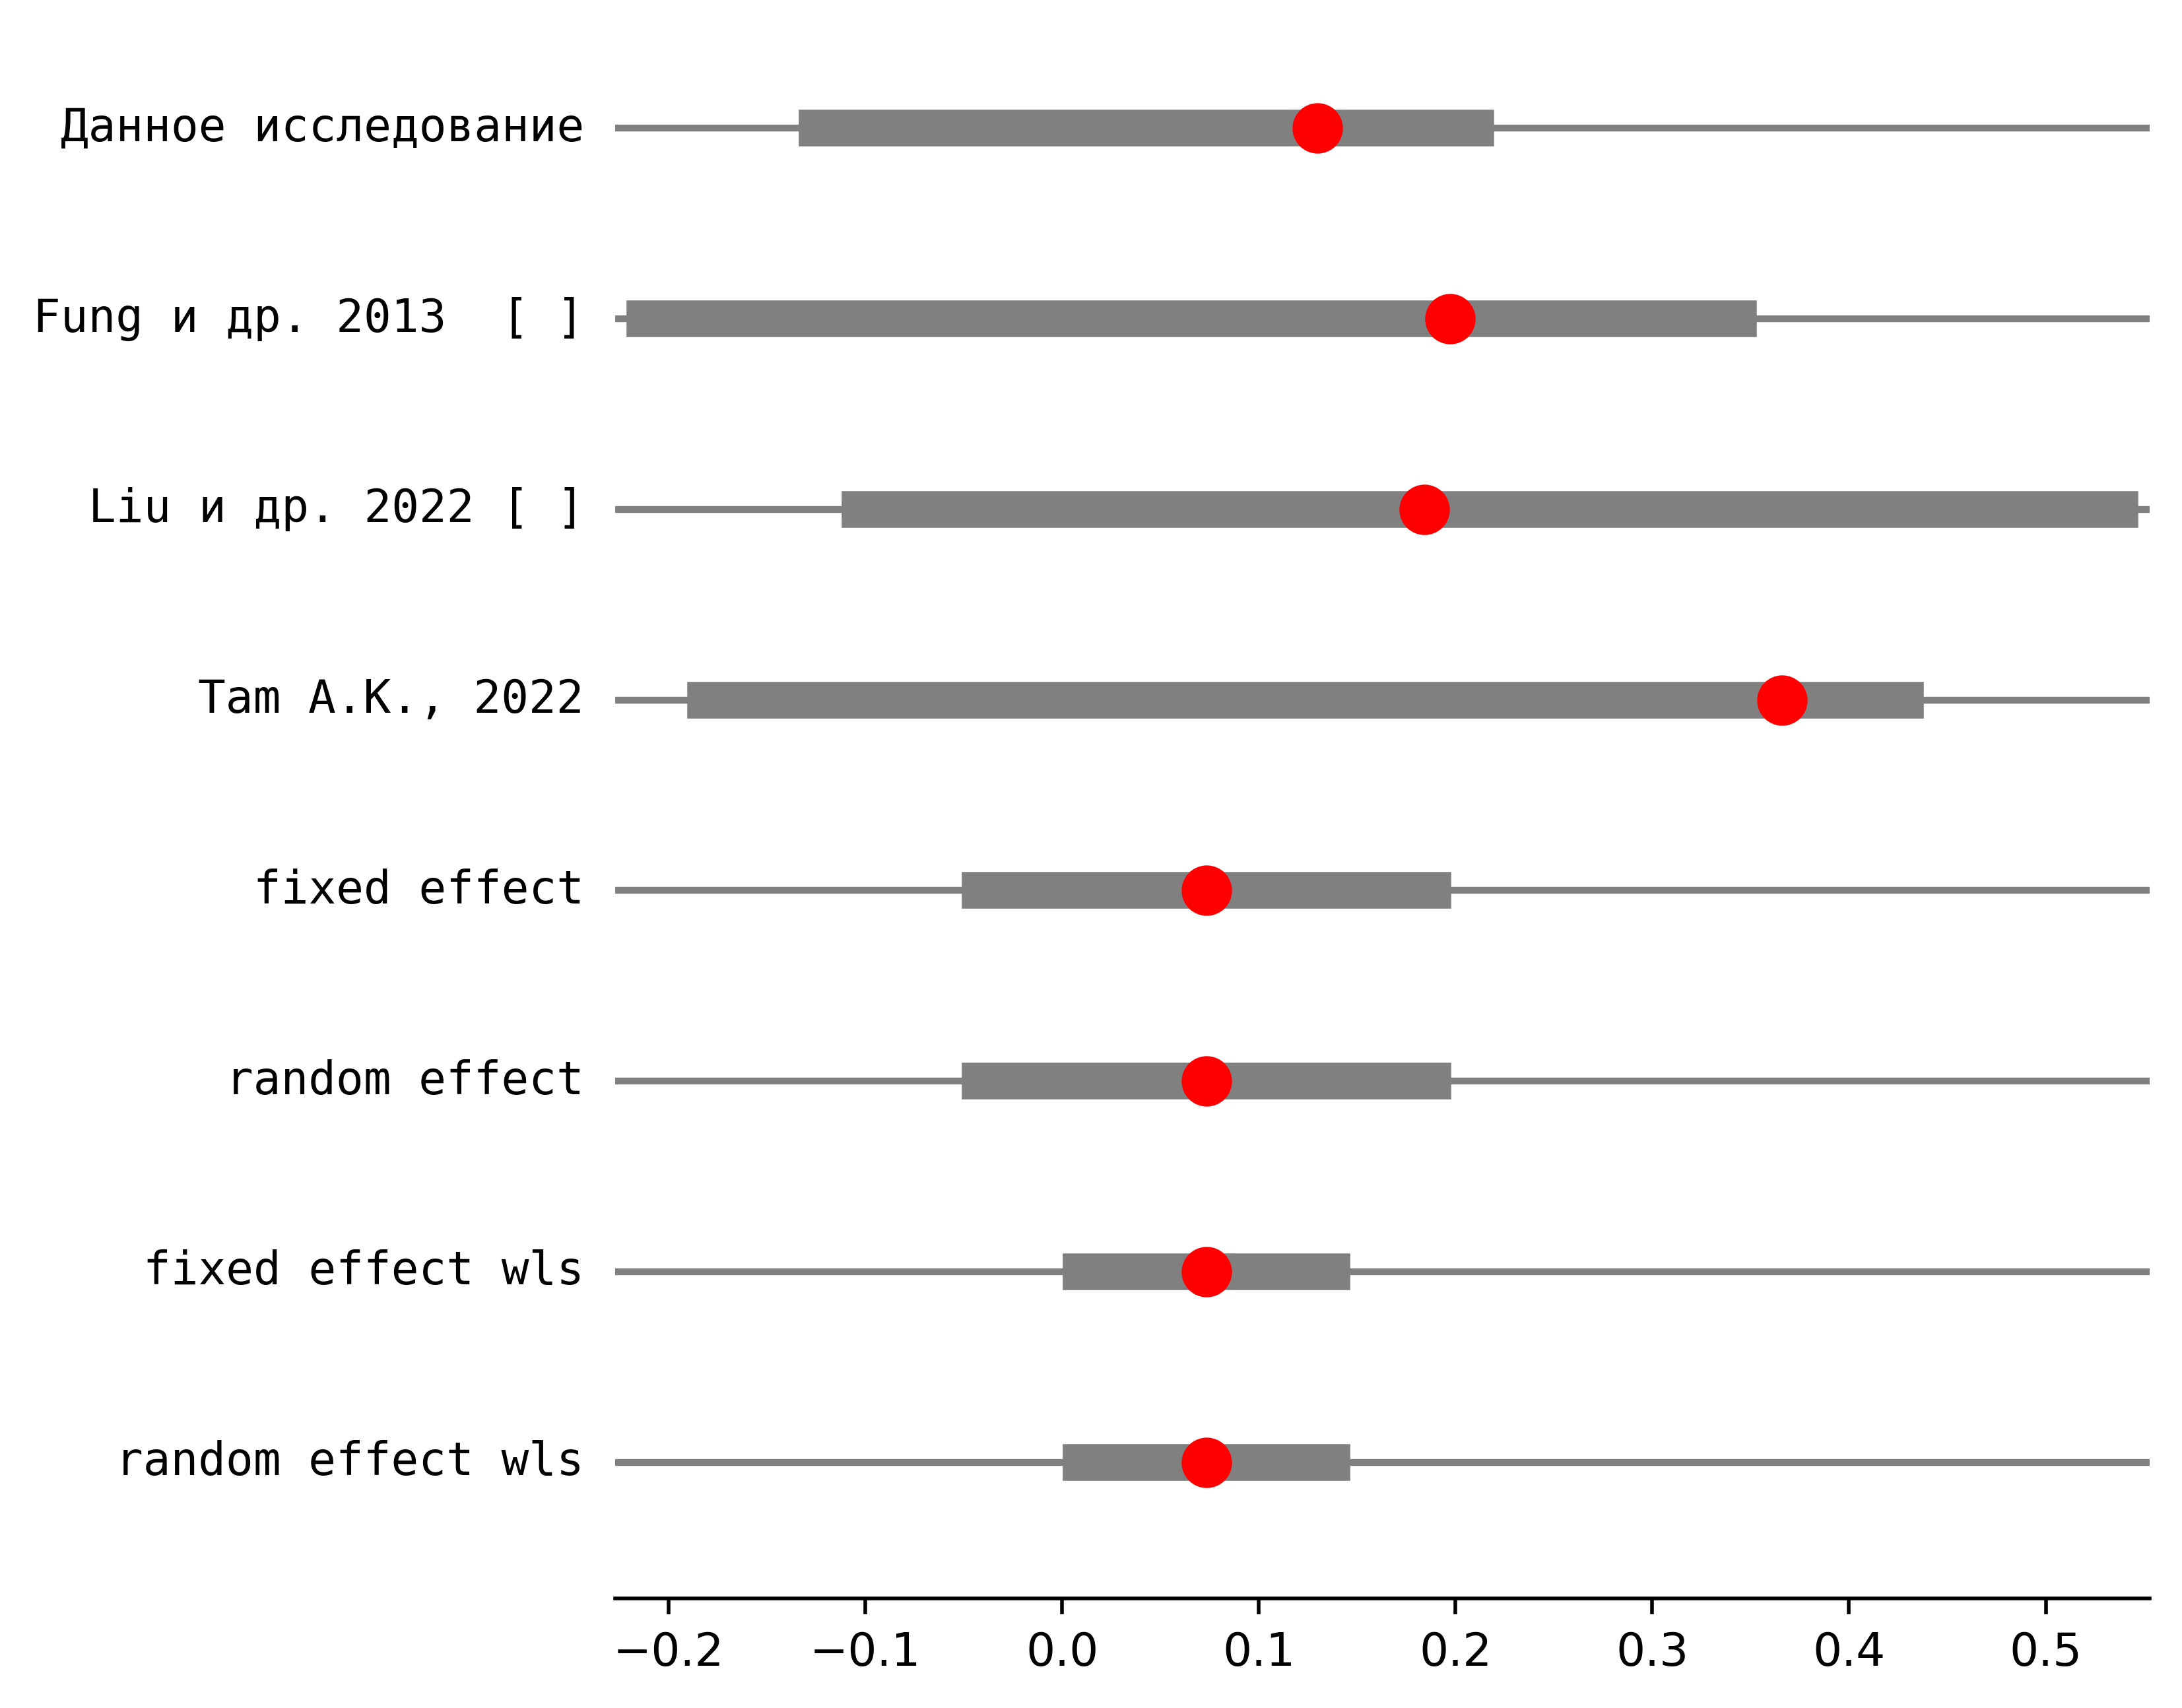 Данное исследование
Fung и др. 2013  [ ]
Liu и др. 2022 [ ]
Tam A.K., 2022
fixed effect
random effect
fixed effect wls
random effect wls
−0.2 −0.1 0.0 0.1 0.2 0.3 0.4 0.5